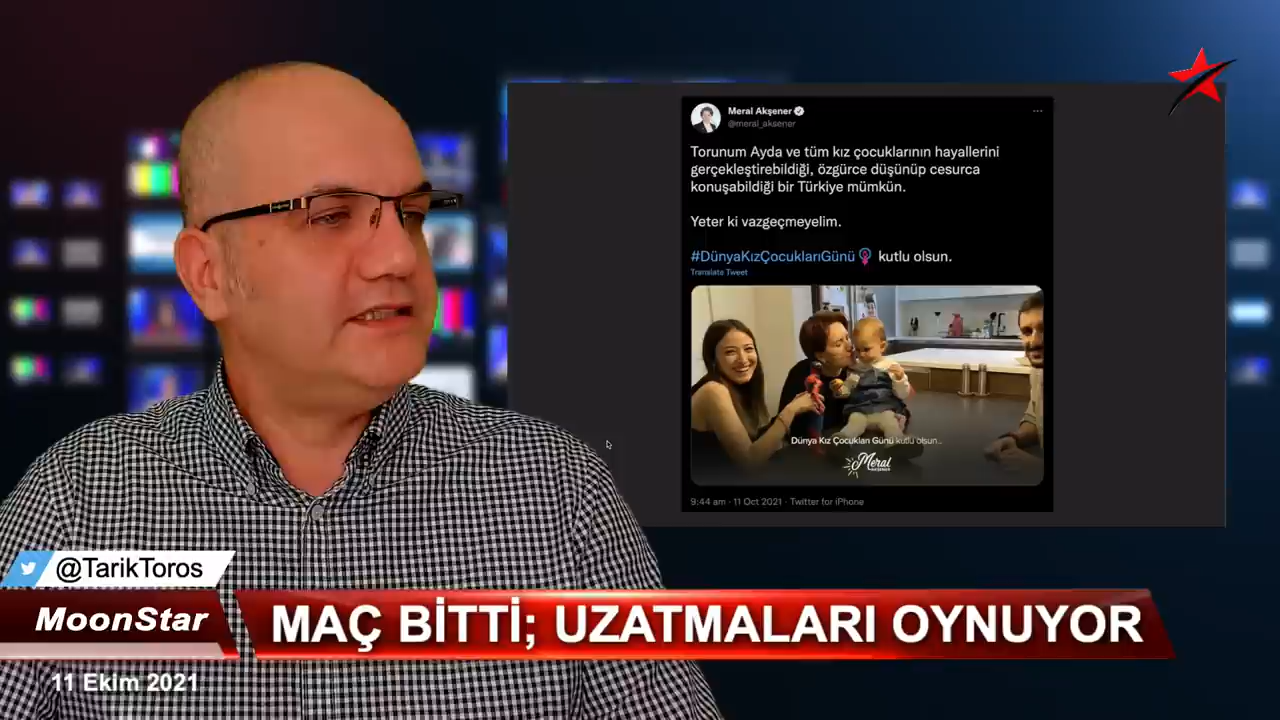 Meral Akşener
@meral_aksener
Torunum Ayda ve tüm kız çocuklarının hayallerini
gerçekleştirebildiği, özgürce düşünüp cesurca
konuşabildiği bir Türkiye mümkün.
Yeter ki vazgeçmeyelim.
#DünyaKızÇocuklarıGünü kutlu olsun.
Translate Tweet
Dünya Kız Çocukları Günü kutlu olsun...
Meral
AKŞENER
9:44 am · 11 Oct 2021 · Twitter for iPhone
@TarikToros
MoonStar
MAÇ BİTTİ; UZATMALARI OYNUYOR
11 Ekim 2021